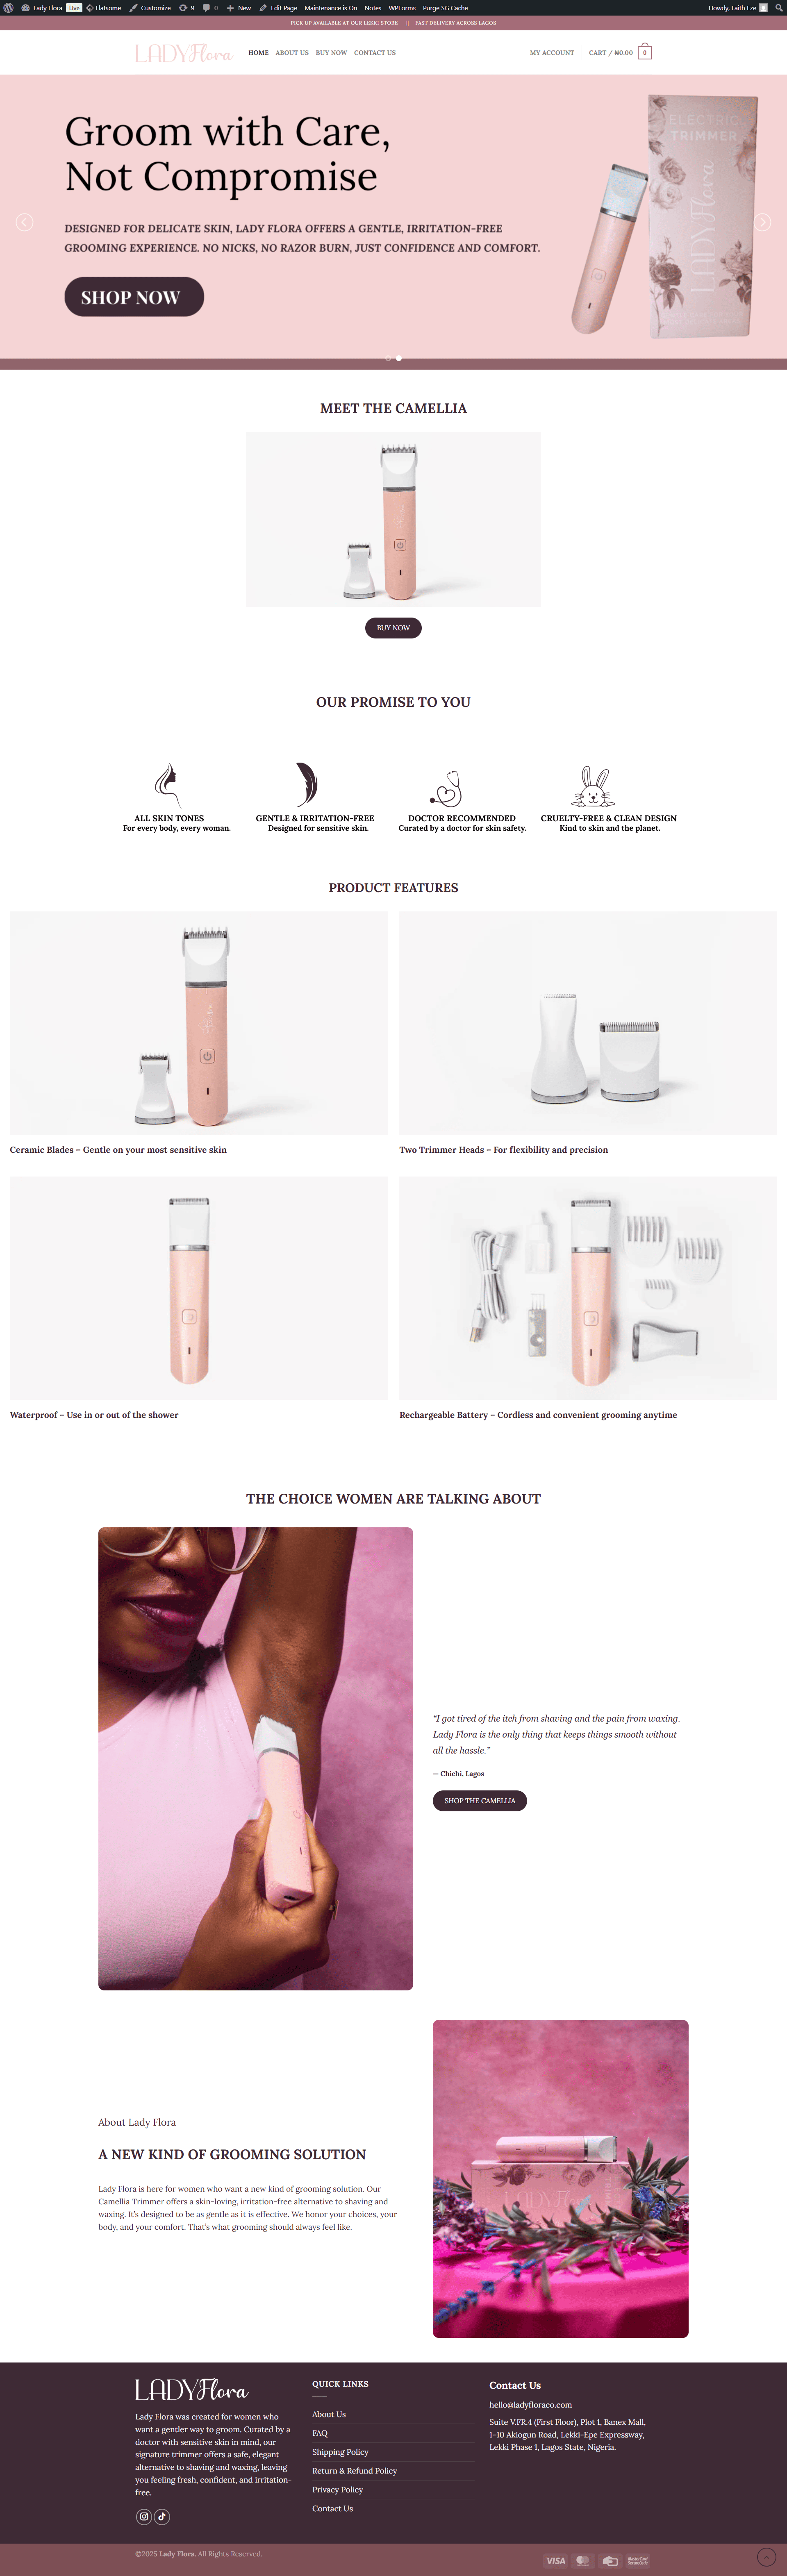 Lady Flora Live Flatsome Customize 9 0 New Edit Page Maintenance is On Notes WPForms Purge SG Cache Howdy, Faith Eze
PICK UP AVAILABLE AT OUR LEKKI STORE || FAST DELIVERY ACROSS LAGOS
LADYFlora HOME ABOUT US BUY NOW CONTACT US MY ACCOUNT CART / ₦0.00 0
Groom with Care,
Not Compromise
DESIGNED FOR DELICATE SKIN, LADY FLORA OFFERS A GENTLE, IRRITATION-FREE
GROOMING EXPERIENCE. NO NICKS, NO RAZOR BURN, JUST CONFIDENCE AND COMFORT.
SHOP NOW
ELECTRIC
TRIMMER
LADYFlora
MEET THE CAMELLIA
BUY NOW
OUR PROMISE TO YOU
ALL SKIN TONES
For every body, every woman.
GENTLE & IRRITATION-FREE
Designed for sensitive skin.
DOCTOR RECOMMENDED
Curated by a doctor for skin safety.
CRUELTY-FREE & CLEAN DESIGN
Kind to skin and the planet.
PRODUCT FEATURES
Ceramic Blades – Gentle on your most sensitive skin
Two Trimmer Heads – For flexibility and precision
Waterproof – Use in or out of the shower
Rechargeable Battery – Cordless and convenient grooming anytime
THE CHOICE WOMEN ARE TALKING ABOUT
“I got tired of the itch from shaving and the pain from waxing.
Lady Flora is the only thing that keeps things smooth without
all the hassle.”
— Chichi, Lagos
SHOP THE CAMELLIA
About Lady Flora
A NEW KIND OF GROOMING SOLUTION
Lady Flora is here for women who want a new kind of grooming solution. Our
Camellia Trimmer offers a skin-loving, irritation-free alternative to shaving and
waxing. It’s designed to be as gentle as it is effective. We honor your choices, your
body, and your comfort. That’s what grooming should always feel like.
LADYFlora
Lady Flora was created for women who
want a gentler way to groom. Curated by a
doctor with sensitive skin in mind, our
signature trimmer offers a safe, elegant
alternative to shaving and waxing, leaving
you feeling fresh, confident, and irritation-
free.
QUICK LINKS
About Us
FAQ
Shipping Policy
Return & Refund Policy
Privacy Policy
Contact Us
Contact Us
hello@ladyfloraco.com
Suite V.FR.4 (First Floor), Plot 1, Banex Mall,
1–10 Akiogun Road, Lekki-Epe Expressway,
Lekki Phase 1, Lagos State, Nigeria.
©2025 Lady Flora. All Rights Reserved.
VISA MasterCard